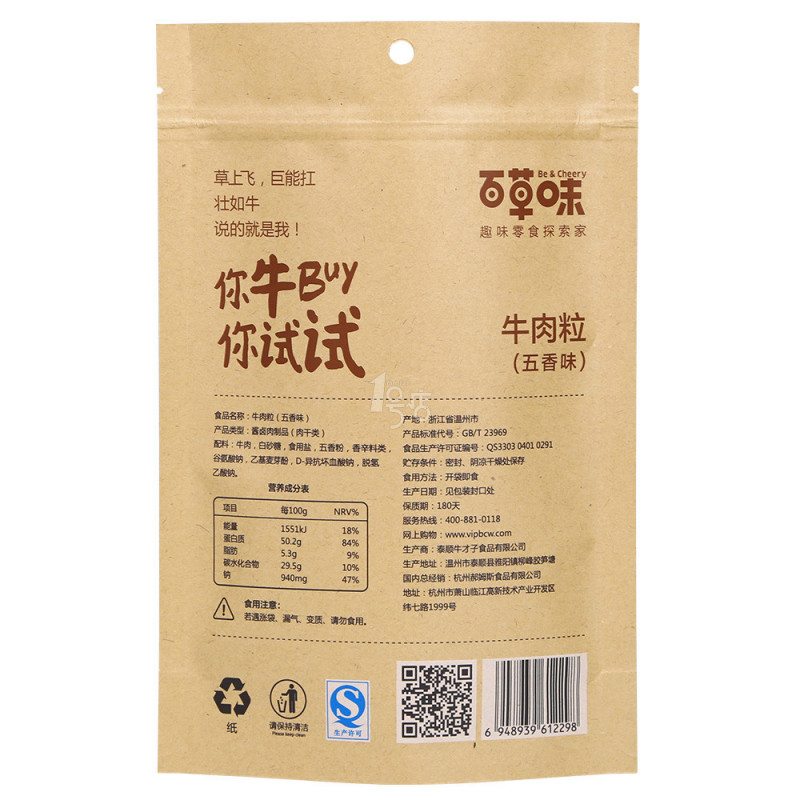 草上飞，巨能扛
壮如牛
说的就是我！
Be & Cheery
百草味
趣味零食探索家
你牛Buy
你试试
牛肉粒
（五香味）
1号店
食品名称：牛肉粒（五香味）
产品类型：酱卤肉制品（肉干类）
配料：牛肉，白砂糖，食用盐，五香粉，香辛料类，
谷氨酸钠，乙基麦芽酚，D-异抗坏血酸钠，脱氢
乙酸钠。
营养成分表
项目 每100g NRV%
能量 1551kJ 18%
蛋白质 50.2g 84%
脂肪 5.3g 9%
碳水化合物 29.5g 10%
钠 940mg 47%
食用注意：
若遇涨袋、漏气、变质、请勿食用。
产地：浙江省温州市
产品标准代号：GB/T 23969
食品生产许可证编号：QS3303 0401 0291
贮存条件：密封、阴凉干燥处保存
食用方法：开袋即食
生产日期：见包装封口处
保质期：180天
服务热线：400-881-0118
网上购物：www.vipbcw.com
生产商：泰顺牛才子食品有限公司
生产地址：温州市泰顺县雅阳镇柳峰胶笋塘
国内总经销：杭州郝姆斯食品有限公司
地址：杭州市萧山临江高新技术产业开发区
纬七路1999号
纸
请保持清洁
Please keep clean
生产许可
6 948939 612298